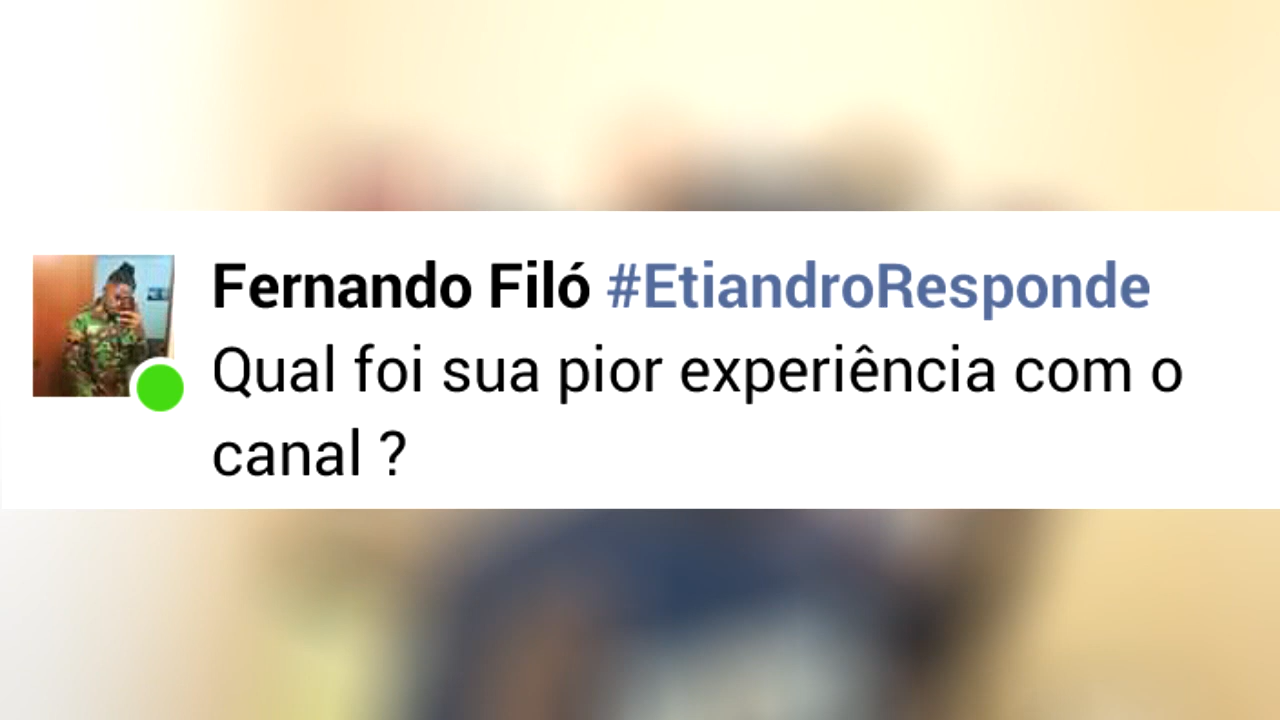 Fernando Filó #EtiandroResponde
Qual foi sua pior experiência com o
canal ?